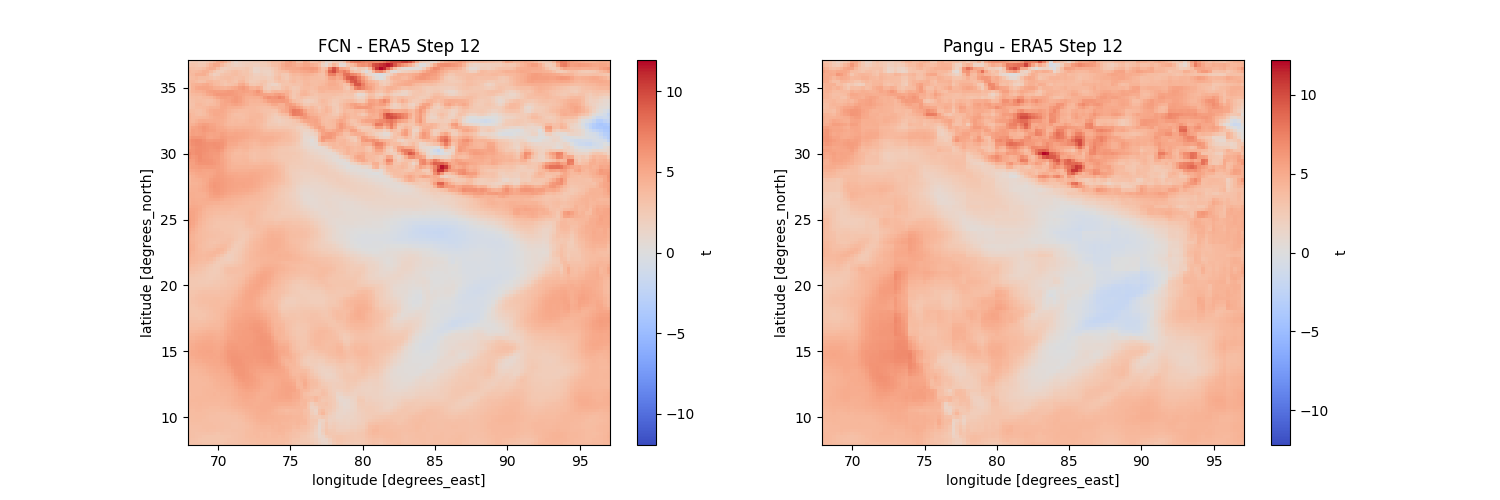 FCN - ERA5 Step 12
35
30
25
20
15
10
latitude [degrees_north]
70 75 80 85 90 95
longitude [degrees_east]
10
5
0
−5
−10
t
Pangu - ERA5 Step 12
35
30
25
20
15
10
latitude [degrees_north]
70 75 80 85 90 95
longitude [degrees_east]
10
5
0
−5
−10
t